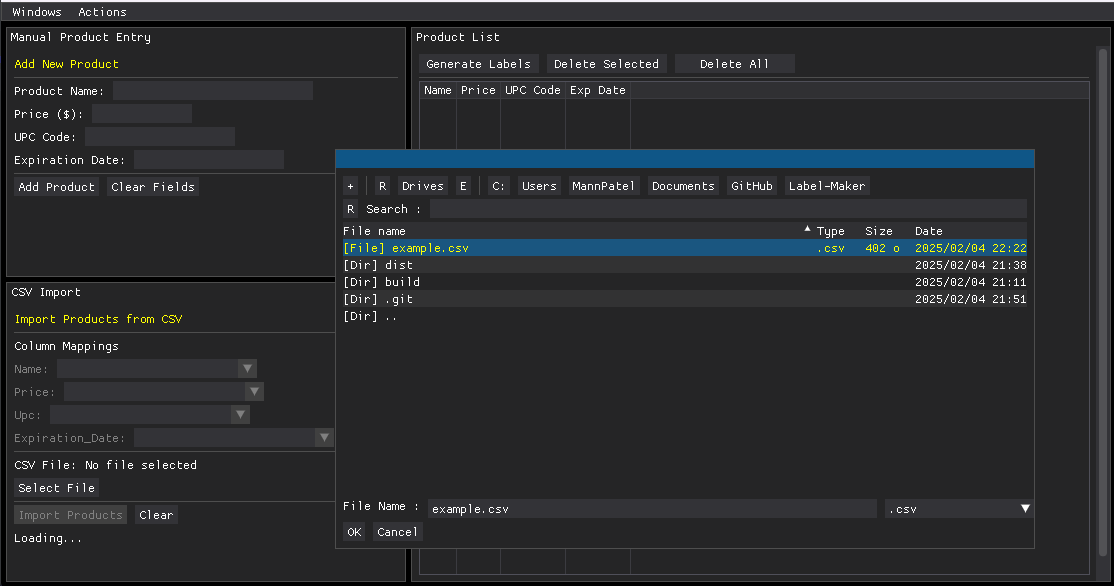 Windows Actions
Manual Product Entry
Add New Product
Product Name:
Price ($):
UPC Code:
Expiration Date:
Add Product Clear Fields
CSV Import
Import Products from CSV
Column Mappings
Name:
Price:
Upc:
Expiration_Date:
CSV File: No file selected
Select File
Import Products Clear
Loading...
Product List
Generate Labels Delete Selected Delete All
Name Price UPC Code Exp Date
+ R Drives E C: Users MannPatel Documents GitHub Label-Maker
R Search :
File name Type Size Date
[File] example.csv .csv 402 o 2025/02/04 22:22
[Dir] dist 2025/02/04 21:38
[Dir] build 2025/02/04 21:11
[Dir] .git 2025/02/04 21:51
[Dir] ..
File Name : example.csv .csv
OK Cancel